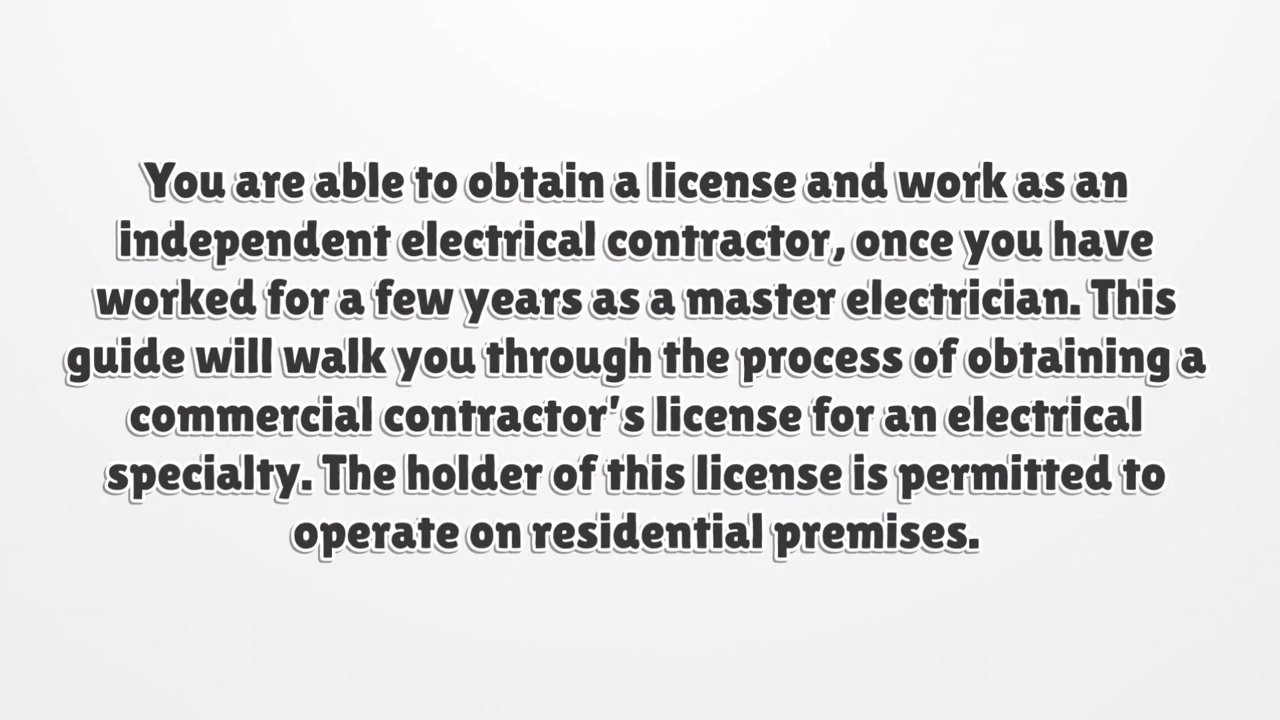 You are able to obtain a license and work as an
independent electrical contractor, once you have
worked for a few years as a master electrician. This
guide will walk you through the process of obtaining a
commercial contractor's license for an electrical
specialty. The holder of this license is permitted to
operate on residential premises.